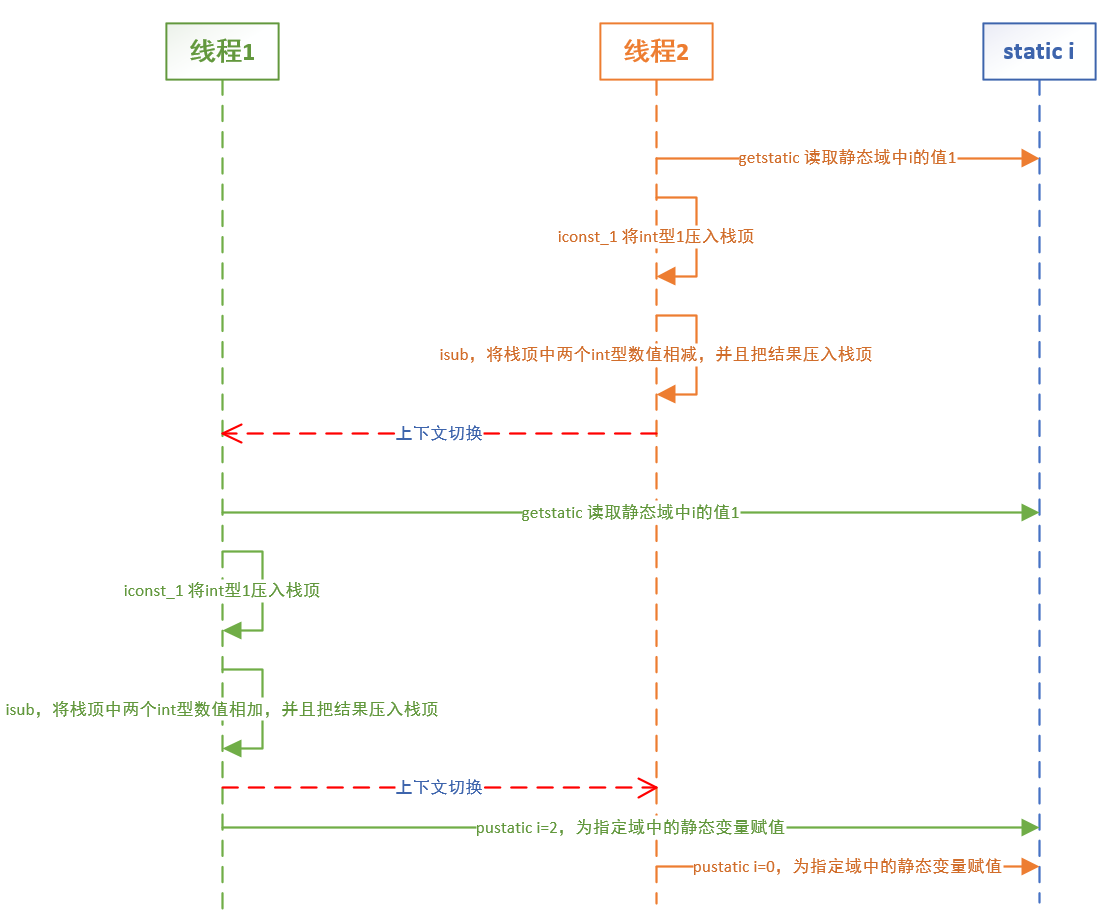 线程1
线程2
static i
getstatic 读取静态域中i的值1
iconst_1 将int型1压入栈顶
isub，将栈顶中两个int型数值相减，并且把结果压入栈顶
上下文切换
getstatic 读取静态域中i的值1
iconst_1 将int型1压入栈顶
isub，将栈顶中两个int型数值相加，并且把结果压入栈顶
上下文切换
pustatic i=2，为指定域中的静态变量赋值
pustatic i=0，为指定域中的静态变量赋值